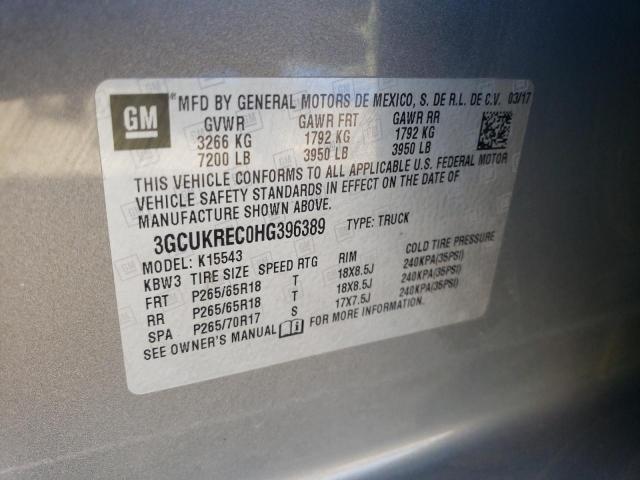 GM
MFD BY GENERAL MOTORS DE MEXICO, S. DE R.L. DE C.V. 03/17
GVWR GAWR FRT GAWR RR
3266 KG 1792 KG 1792 KG
7200 LB 3950 LB 3950 LB
THIS VEHICLE CONFORMS TO ALL APPLICABLE U.S. FEDERAL MOTOR
VEHICLE SAFETY STANDARDS IN EFFECT ON THE DATE OF
MANUFACTURE SHOWN ABOVE.
3GCUKREC0HG396389 TYPE: TRUCK
MODEL: K15543
KBW3 TIRE SIZE SPEED RTG RIM COLD TIRE PRESSURE
FRT P265/65R18 T 18X8.5J 240KPA(35PSI)
RR P265/65R18 T 18X8.5J 240KPA(35PSI)
SPA P265/70R17 S 17X7.5J 240KPA(35PSI)
SEE OWNER'S MANUAL FOR MORE INFORMATION.